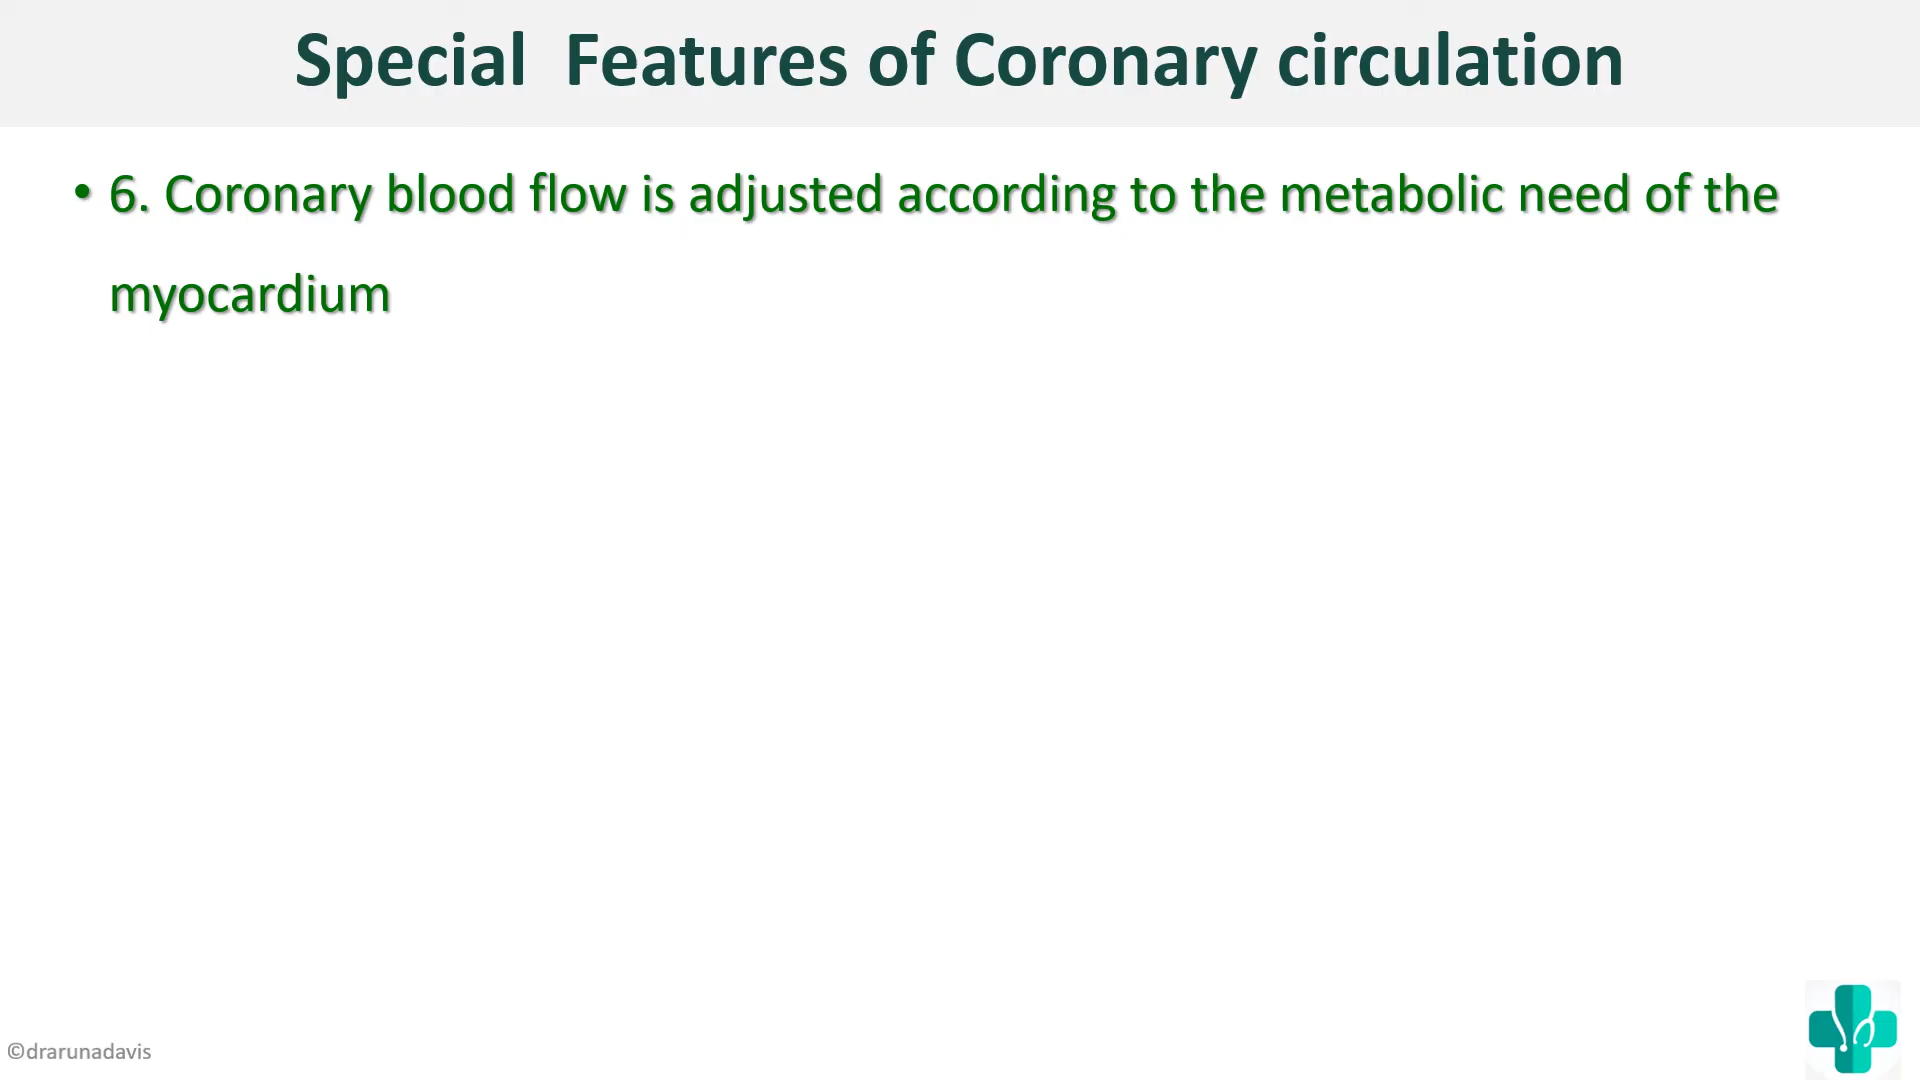 Special  Features of Coronary circulation
• 6. Coronary blood flow is adjusted according to the metabolic need of the
myocardium
©drarunadavis